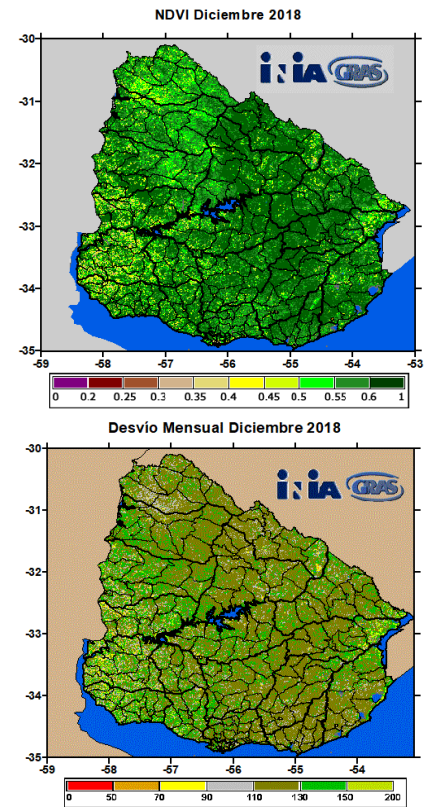 NDVI Diciembre 2018
-30
iNiA GRAS
-31
-32
-33
-34
-35
-59 -58 -57 -56 -55 -54 -53
0 0.2 0.25 0.3 0.35 0.4 0.45 0.5 0.55 0.6 1
Desvío Mensual Diciembre 2018
-30
iNiA GRAS
-31
-32
-33
-34
-35
-59 -58 -57 -56 -55 -54
0 50 70 90 110 130 150 200